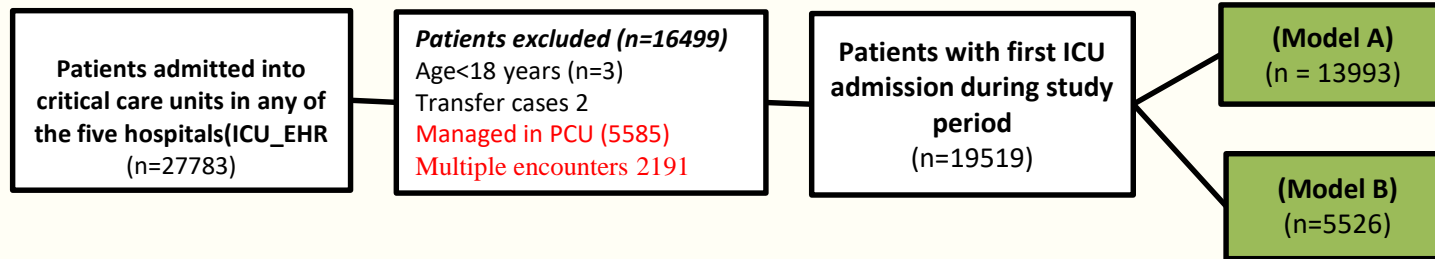 Patients admitted into
critical care units in any of
the five hospitals(ICU_EHR
(n=27783)
Patients excluded (n=16499)
Age<18 years (n=3)
Transfer cases 2
Managed in PCU (5585)
Multiple encounters 2191
Patients with first ICU
admission during study
period
(n=19519)
(Model A)
(n = 13993)
(Model B)
(n=5526)